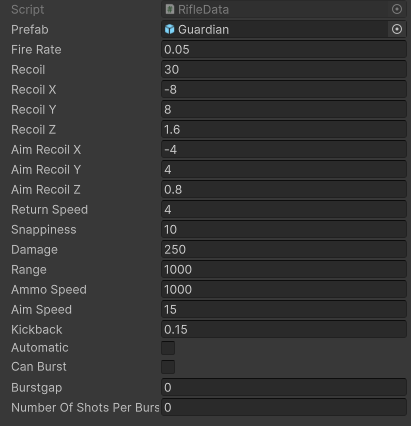 Script RifleData
Prefab Guardian
Fire Rate 0.05
Recoil 30
Recoil X -8
Recoil Y 8
Recoil Z 1.6
Aim Recoil X -4
Aim Recoil Y 4
Aim Recoil Z 0.8
Return Speed 4
Snappiness 10
Damage 250
Range 1000
Ammo Speed 1000
Aim Speed 15
Kickback 0.15
Automatic
Can Burst
Burstgap 0
Number Of Shots Per Burs 0